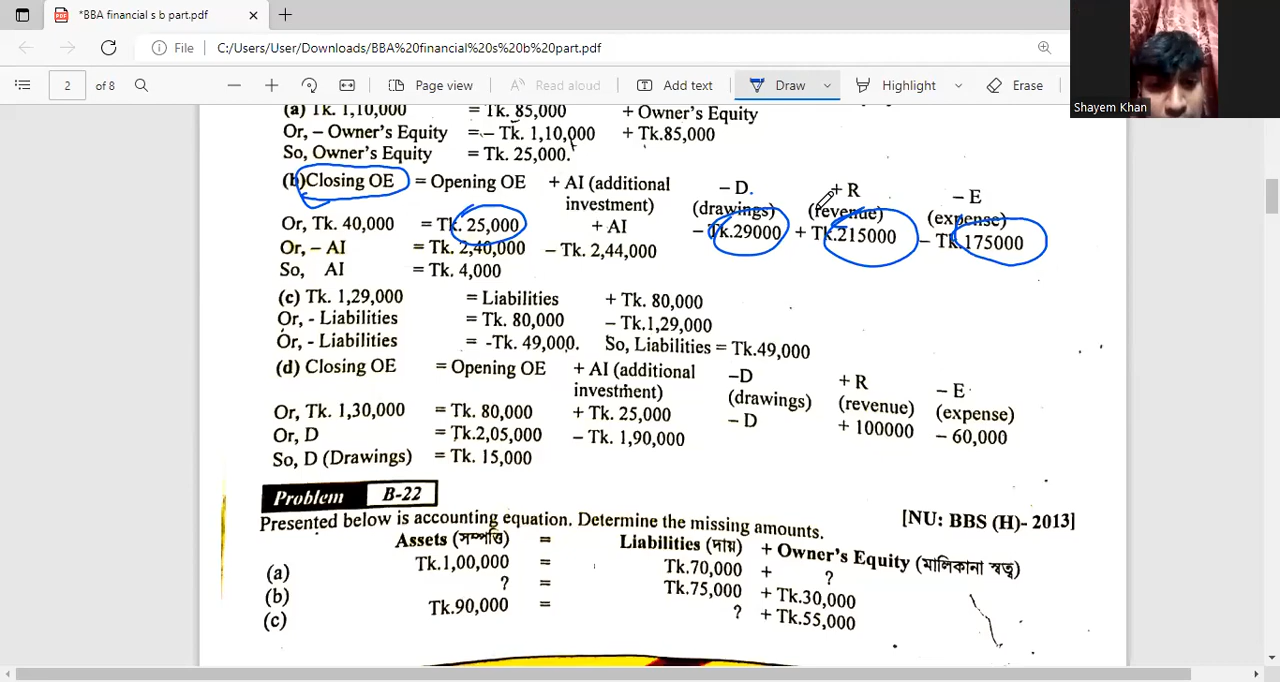 *BBA financial s b part.pdf
File C:/Users/User/Downloads/BBA%20financial%20s%20b%20part.pdf
2 of 8 Page view Read aloud Add text Draw Highlight Erase
Shayem Khan
(a) Tk. 1,10,000 = Tk. 85,000 + Owner's Equity
Or, – Owner's Equity = – Tk. 1,10,000 + Tk.85,000
So, Owner's Equity = Tk. 25,000.
(b)Closing OE = Opening OE + AI (additional investment) – D. (drawings) + R (revenue) – E (expense)
Or, Tk. 40,000 = Tk. 25,000 + AI – Tk.29000 + Tk.215000 – Tk.175000
Or, – AI = Tk. 2,40,000 – Tk. 2,44,000
So, AI = Tk. 4,000
(c) Tk. 1,29,000 = Liabilities + Tk. 80,000
Or, - Liabilities = Tk. 80,000 – Tk.1,29,000
Or, - Liabilities = -Tk. 49,000. So, Liabilities = Tk.49,000
(d) Closing OE = Opening OE + AI (additional investment) –D (drawings) + R (revenue) – E (expense)
Or, Tk. 1,30,000 = Tk. 80,000 + Tk. 25,000 – D + 100000 – 60,000
Or, D = Tk.2,05,000 – Tk. 1,90,000
So, D (Drawings) = Tk. 15,000
Problem B-22
Presented below is accounting equation. Determine the missing amounts. [NU: BBS (H)- 2013]
Assets (সম্পত্তি) = Liabilities (দায়) + Owner's Equity (মালিকানা স্বত্ব)
(a) Tk.1,00,000 = Tk.70,000 + ?
(b) ? = Tk.75,000 + Tk.30,000
(c) Tk.90,000 = ? + Tk.55,000